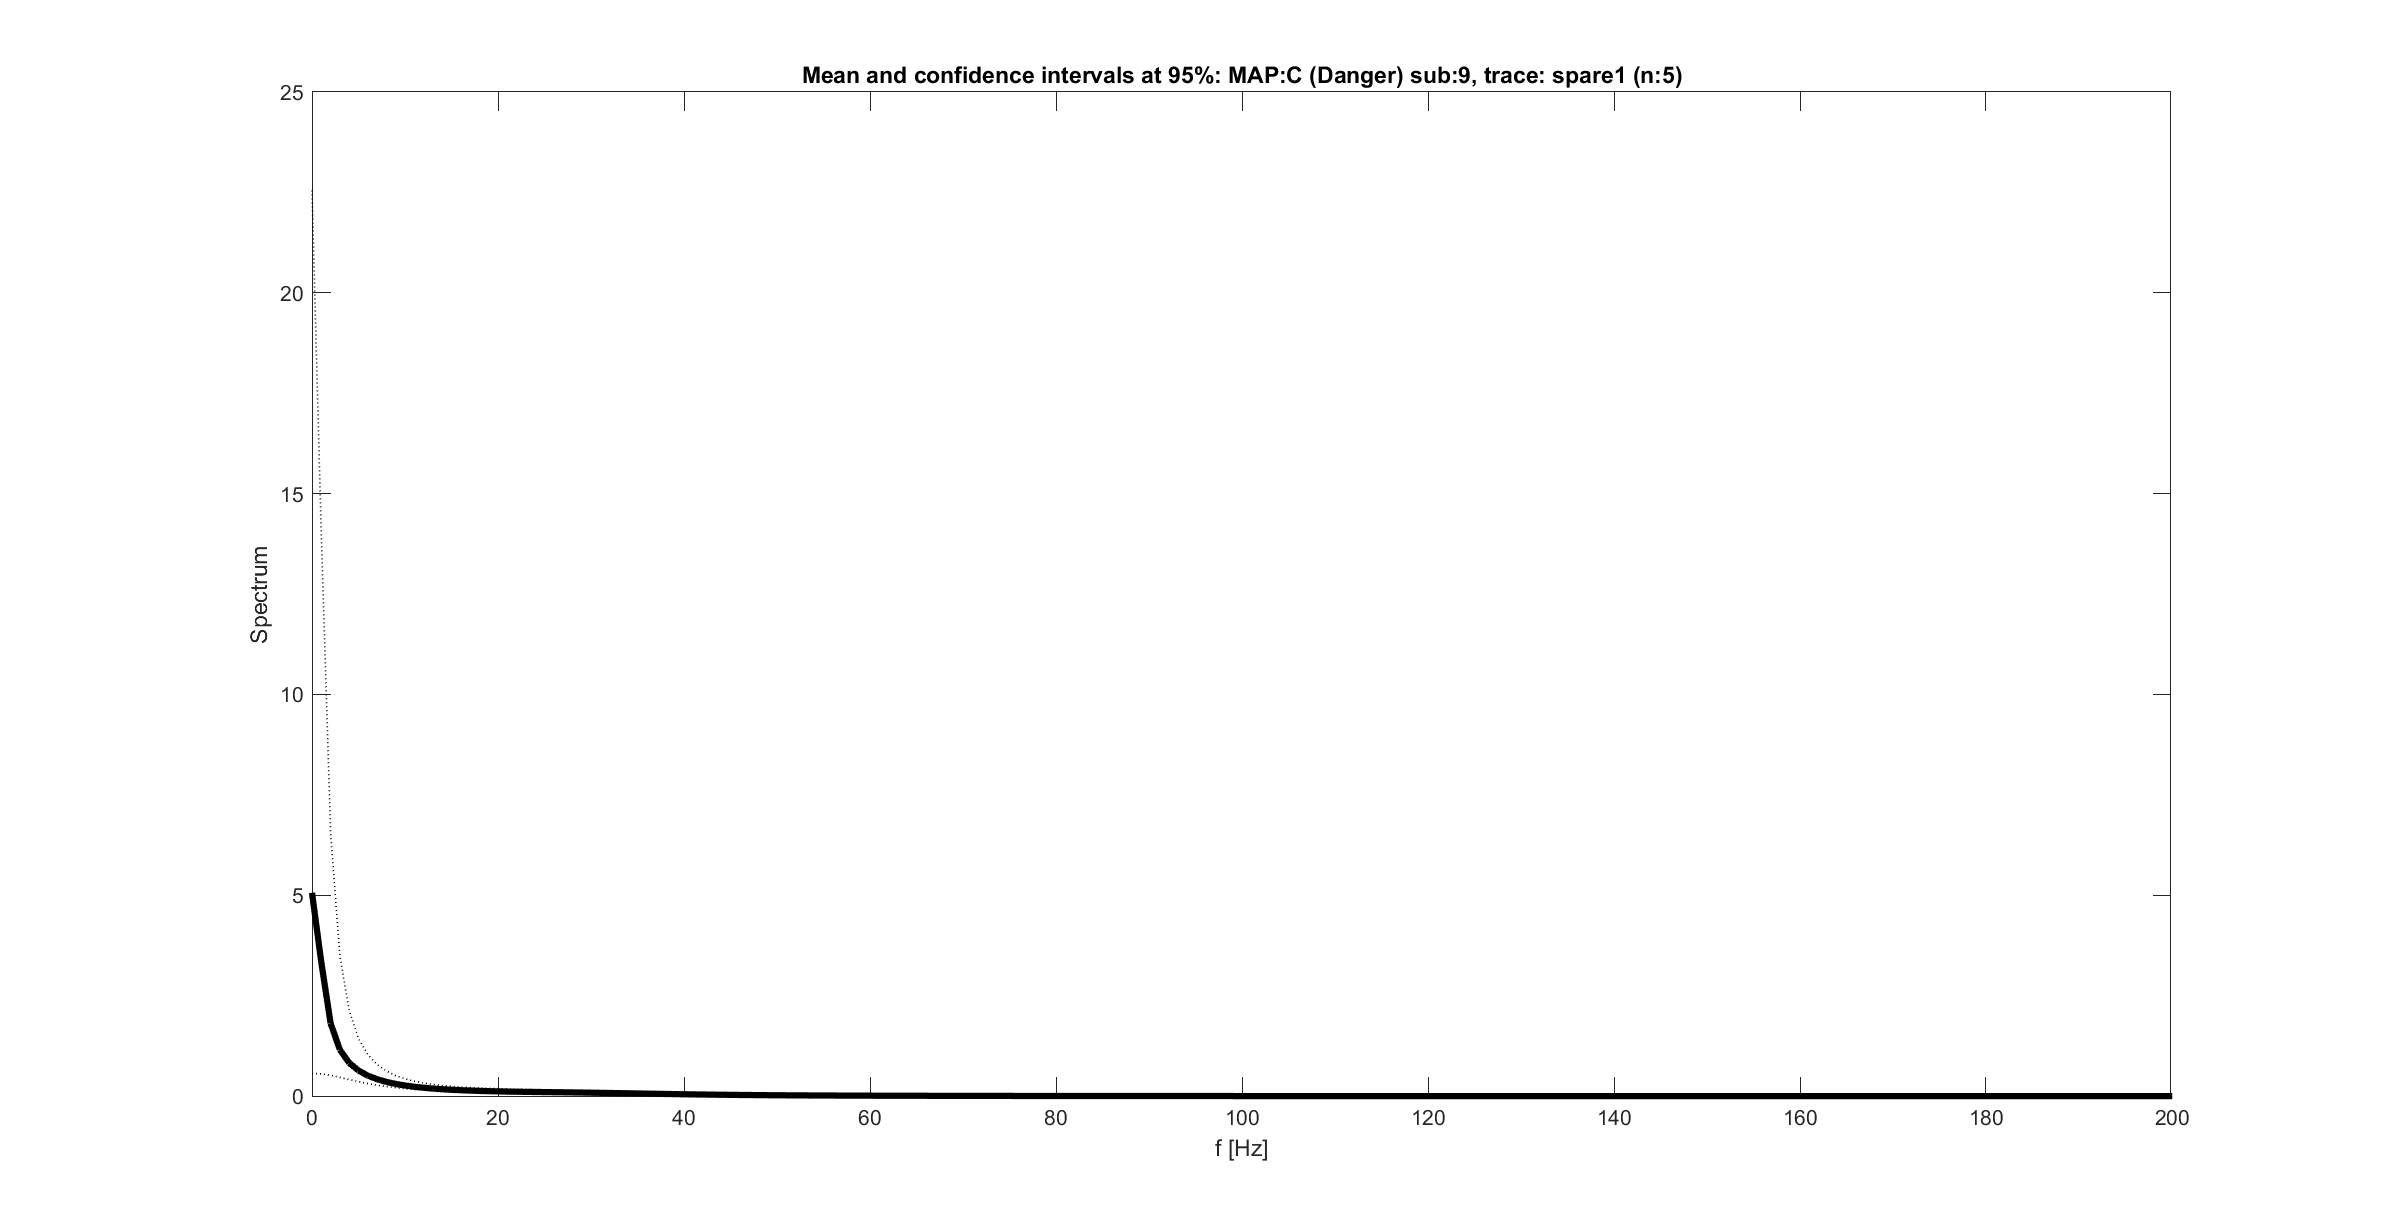 Mean and confidence intervals at 95%: MAP:C (Danger) sub:9, trace: spare1 (n:5)
25
20
15
10
5
0
Spectrum
0 20 40 60 80 100 120 140 160 180 200
f [Hz]